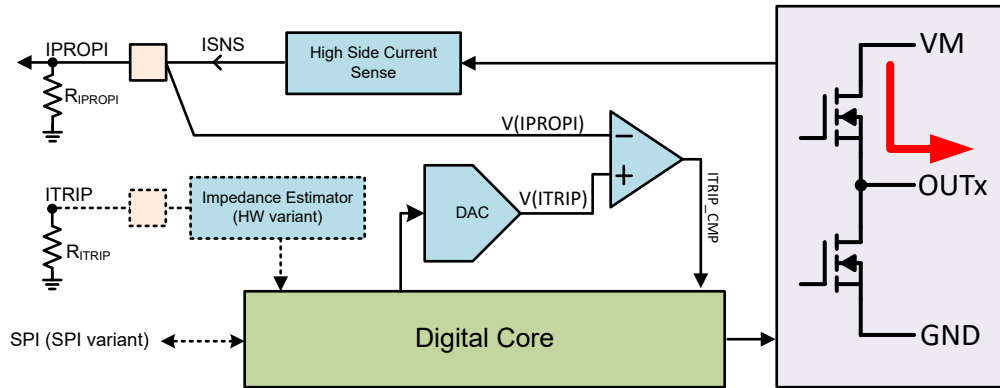 IPROPI
ISNS
High Side Current
Sense
VM
RIPROPI
V(IPROPI)
−
+
ITRIP
Impedance Estimator
(HW variant)
DAC
V(ITRIP)
ITRIP_CMP
OUTx
RITRIP
SPI (SPI variant)
Digital Core
GND